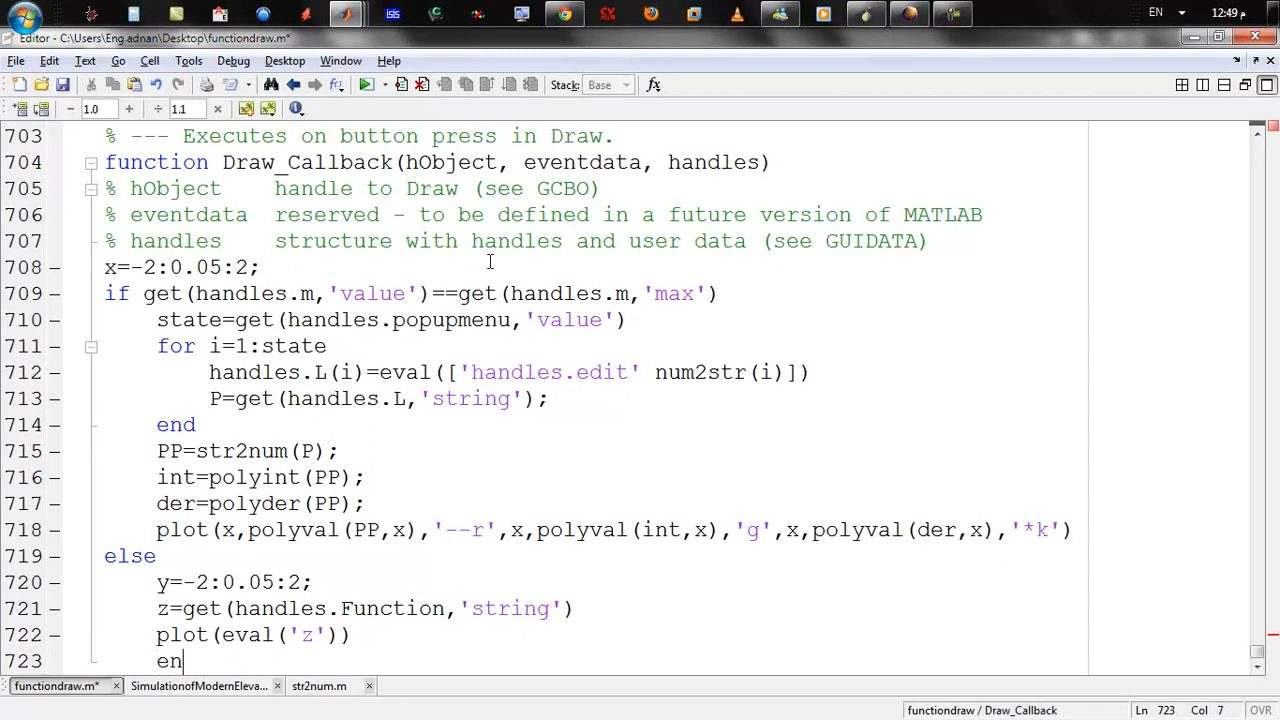 EN
12:49 م
Editor - C:\Users\Eng.adnan\Desktop\functiondraw.m*
File Edit Text Go Cell Tools Debug Desktop Window Help
Stack: Base fx
1.0 1.1
703 % --- Executes on button press in Draw.
704 function Draw_Callback(hObject, eventdata, handles)
705 % hObject    handle to Draw (see GCBO)
706 % eventdata  reserved - to be defined in a future version of MATLAB
707 % handles    structure with handles and user data (see GUIDATA)
708 x=-2:0.05:2;
709 if get(handles.m,'value')==get(handles.m,'max')
710     state=get(handles.popupmenu,'value')
711     for i=1:state
712         handles.L(i)=eval(['handles.edit' num2str(i)])
713         P=get(handles.L,'string');
714     end
715     PP=str2num(P);
716     int=polyint(PP);
717     der=polyder(PP);
718     plot(x,polyval(PP,x),'--r',x,polyval(int,x),'g',x,polyval(der,x),'*k')
719 else
720     y=-2:0.05:2;
721     z=get(handles.Function,'string')
722     plot(eval('z'))
723     en
functiondraw.m* SimulationofModernEleva... str2num.m
functiondraw / Draw_Callback Ln 723 Col 7 OVR